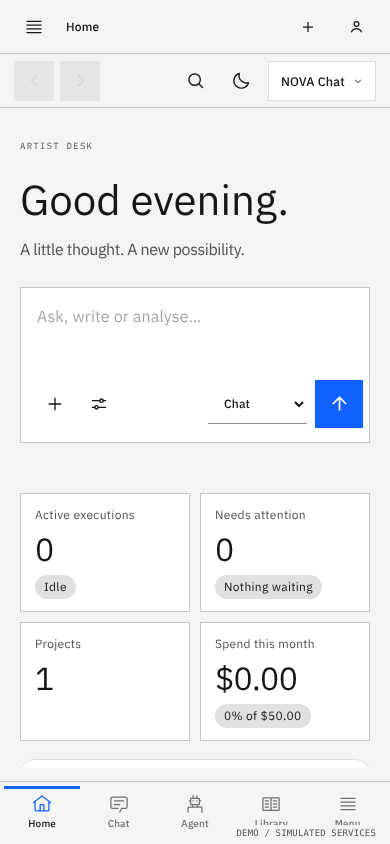 Home
NOVA Chat
ARTIST DESK
Good evening.
A little thought. A new possibility.
Ask, write or analyse...
Chat
Active executions
0
Idle
Needs attention
0
Nothing waiting
Projects
1
Spend this month
$0.00
0% of $50.00
Home
Chat
Agent
Library
Menu
DEMO / SIMULATED SERVICES